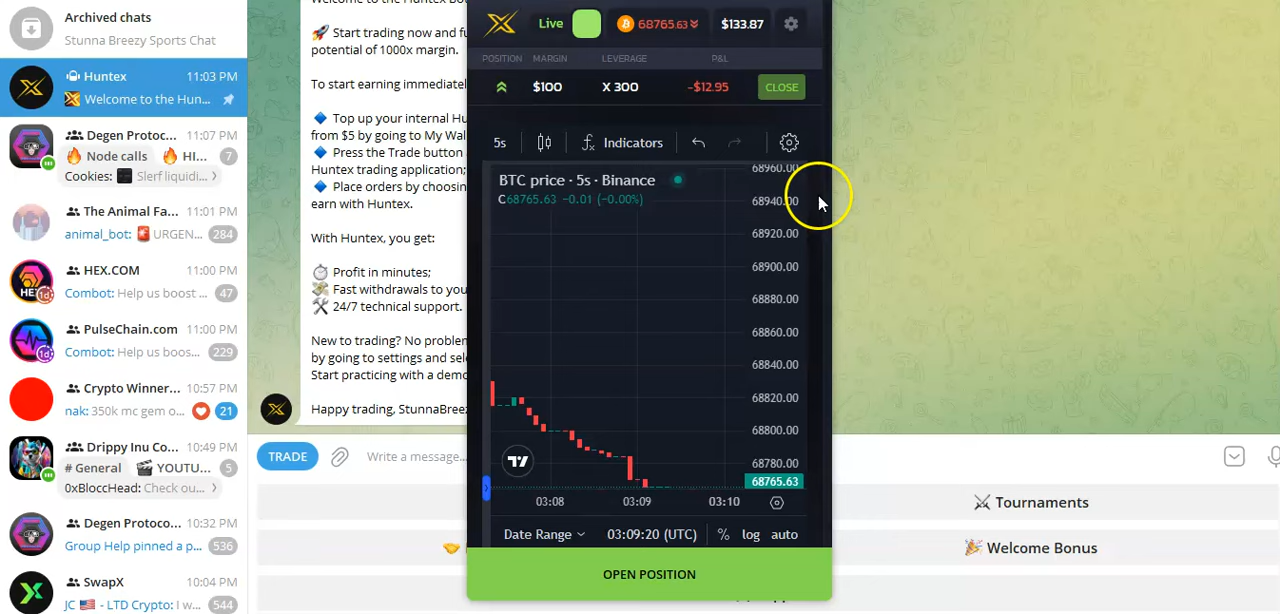 Archived chats
Stunna Breezy Sports Chat
Huntex
11:03 PM
Welcome to the Hun...
Degen Protoc...
11:07 PM
Node calls
HI...
7
Cookies:
Slerf liquidi...
The Animal Fa...
11:01 PM
animal_bot:
URGEN...
284
HEX.COM
11:00 PM
Combot: Help us boost ...
47
HEX
1d
PulseChain.com
11:00 PM
Combot: Help us boos...
229
1d
Crypto Winner...
10:57 PM
nak: 350k mc gem o...
21
Drippy Inu Co...
10:49 PM
# General
YOUTU...
5
0xBloccHead: Check ou...
Degen Protoco...
10:32 PM
Group Help pinned a p...
536
SwapX
10:04 PM
JC
- LTD Crypto: I w...
544
Welcome to the Huntex Bo
Start trading now and fu
potential of 1000x margin.
To start earning immediatel
Top up your internal Hu
from $5 by going to My Wal
Press the Trade button
Huntex trading application;
Place orders by choosin
earn with Huntex.
With Huntex, you get:
Profit in minutes;
Fast withdrawals to you
24/7 technical support.
New to trading? No problem
by going to settings and sele
Start practicing with a demo
Happy trading, StunnaBree
TRADE
Write a message...
Live
68765.63
$133.87
POSITION MARGIN LEVERAGE P&L
$100 X 300 -$12.95 CLOSE
5s
Indicators
BTC price · 5s · Binance
C68765.63 -0.01 (-0.00%)
68960.00
68940.00
68920.00
68900.00
68880.00
68860.00
68840.00
68820.00
68800.00
68780.00
68765.63
03:08 03:09 03:10
Date Range
03:09:20 (UTC)
% log auto
OPEN POSITION
Tournaments
Welcome Bonus